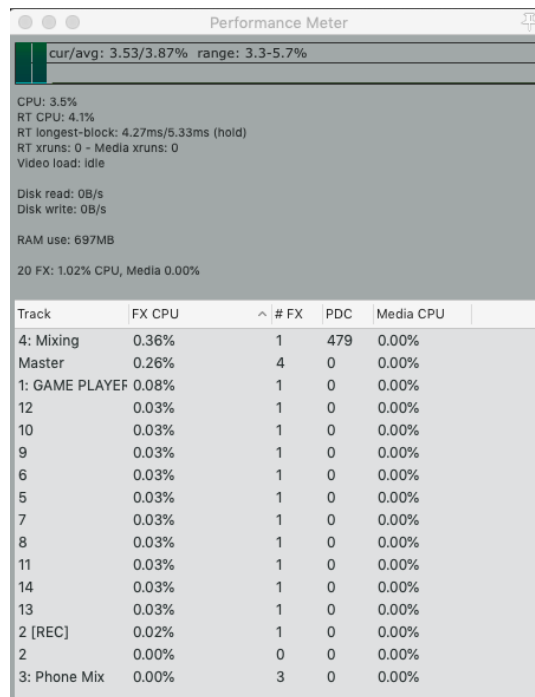 Performance Meter
cur/avg: 3.53/3.87% range: 3.3-5.7%
CPU: 3.5%
RT CPU: 4.1%
RT longest-block: 4.27ms/5.33ms (hold)
RT xruns: 0 - Media xruns: 0
Video load: idle
Disk read: 0B/s
Disk write: 0B/s
RAM use: 697MB
20 FX: 1.02% CPU, Media 0.00%
Track FX CPU # FX PDC Media CPU
4: Mixing 0.36% 1 479 0.00%
Master 0.26% 4 0 0.00%
1: GAME PLAYER 0.08% 1 0 0.00%
12 0.03% 1 0 0.00%
10 0.03% 1 0 0.00%
9 0.03% 1 0 0.00%
6 0.03% 1 0 0.00%
5 0.03% 1 0 0.00%
7 0.03% 1 0 0.00%
8 0.03% 1 0 0.00%
11 0.03% 1 0 0.00%
14 0.03% 1 0 0.00%
13 0.03% 1 0 0.00%
2 [REC] 0.02% 1 0 0.00%
2 0.00% 0 0 0.00%
3: Phone Mix 0.00% 3 0 0.00%